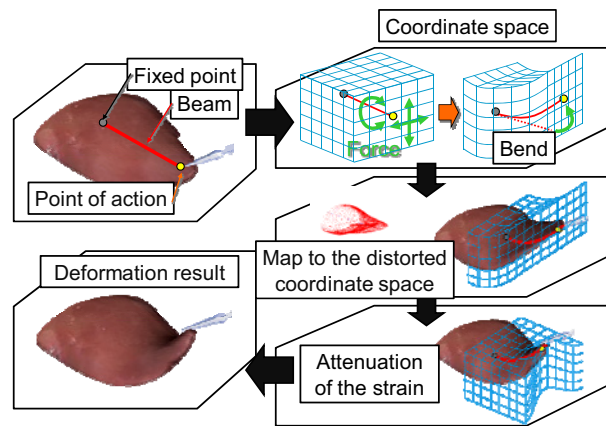 Coordinate space
Fixed point
Beam
Force
Bend
Point of action
Map to the distorted
coordinate space
Deformation result
Attenuation
of the strain